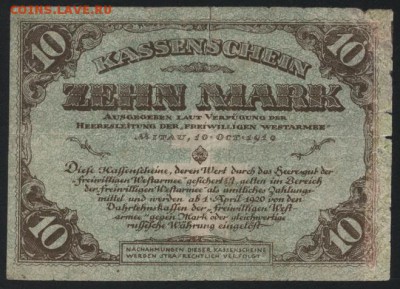 COINS.LAVE.RU
10 10
KASSENSCHEIN
ZEHN MARK
AUSGEGEBEN LAUT VERFÜGUNG DER
HEERESLEITUNG DER „FREIWILLIGEN WESTARMEE“
MITAU, 10·OCT·1919
Diese Kassenscheine, deren Wert durch das Heeresgut der
„freiwilligen Westarmee“ gesichert ist, gelten im Bereich
der „freiwilligen Westarmee“ als amtliches Zahlungs-
mittel und werden ab 1·April·1920 von den
Darlehnskassen der „freiwilligen West
armee“ gegen Mark oder gleichwertige
russische Währung eingelöst
10 10
NACHAHMUNGEN DIESER KASSENSCHEINE
WERDEN STRAFRECHTLICH VERFOLGT